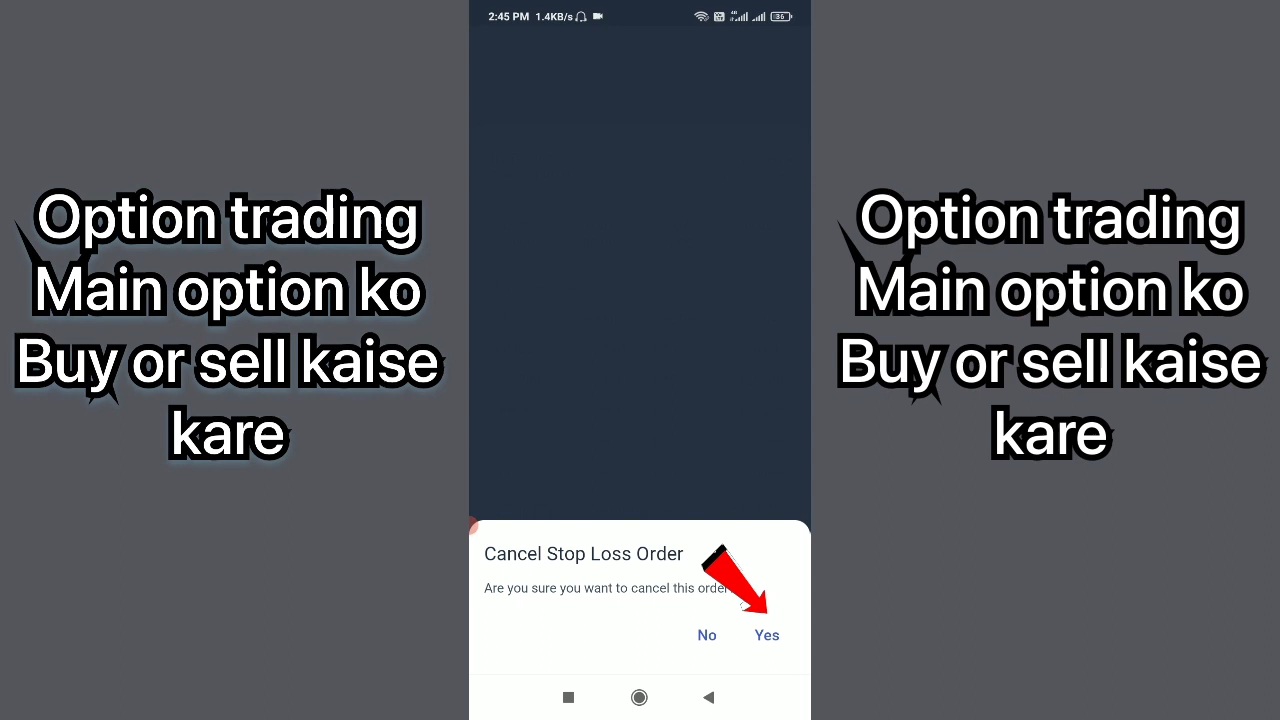 2:45 PM 1.4KB/s
4G
36
Option trading
Main option ko
Buy or sell kaise
kare
Option trading
Main option ko
Buy or sell kaise
kare
Cancel Stop Loss Order
Are you sure you want to cancel this order
No Yes